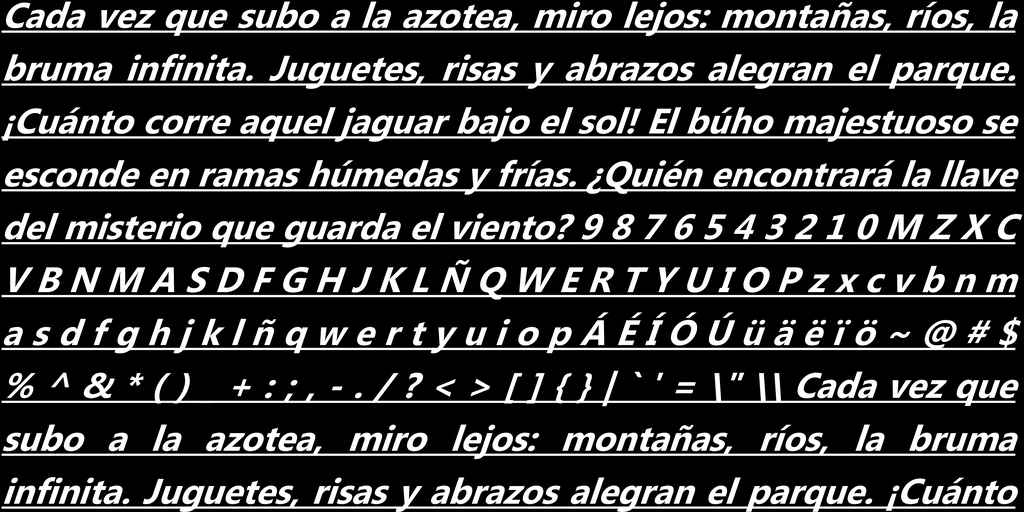 Cada vez que subo a la azotea, miro lejos: montañas, ríos, la
bruma infinita. Juguetes, risas y abrazos alegran el parque.
¡Cuánto corre aquel jaguar bajo el sol! El búho majestuoso se
esconde en ramas húmedas y frías. ¿Quién encontrará la llave
del misterio que guarda el viento? 9 8 7 6 5 4 3 2 1 0 M Z X C
V B N M A S D F G H J K L Ñ Q W E R T Y U I O P z x c v b n m
a s d f g h j k l ñ q w e r t y u i o p Á É Í Ó Ú ü ä ë ï ö ~ @ # $
% ^ & * ( ) _ + : ; , - . / ? < > [ ] { } | ` ' = \" \\ Cada vez que
subo a la azotea, miro lejos: montañas, ríos, la bruma
infinita. Juguetes, risas y abrazos alegran el parque. ¡Cuánto